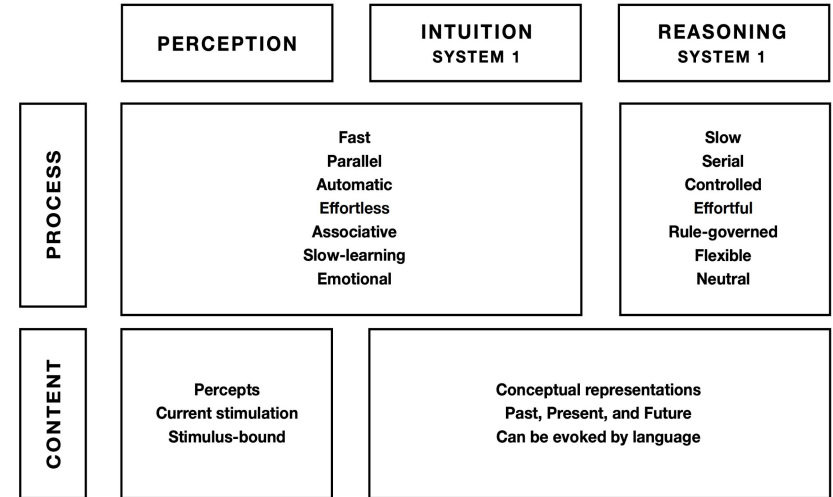 PERCEPTION
INTUITION
SYSTEM 1
REASONING
SYSTEM 1
PROCESS
Fast
Parallel
Automatic
Effortless
Associative
Slow-learning
Emotional
Slow
Serial
Controlled
Effortful
Rule-governed
Flexible
Neutral
CONTENT
Percepts
Current stimulation
Stimulus-bound
Conceptual representations
Past, Present, and Future
Can be evoked by language